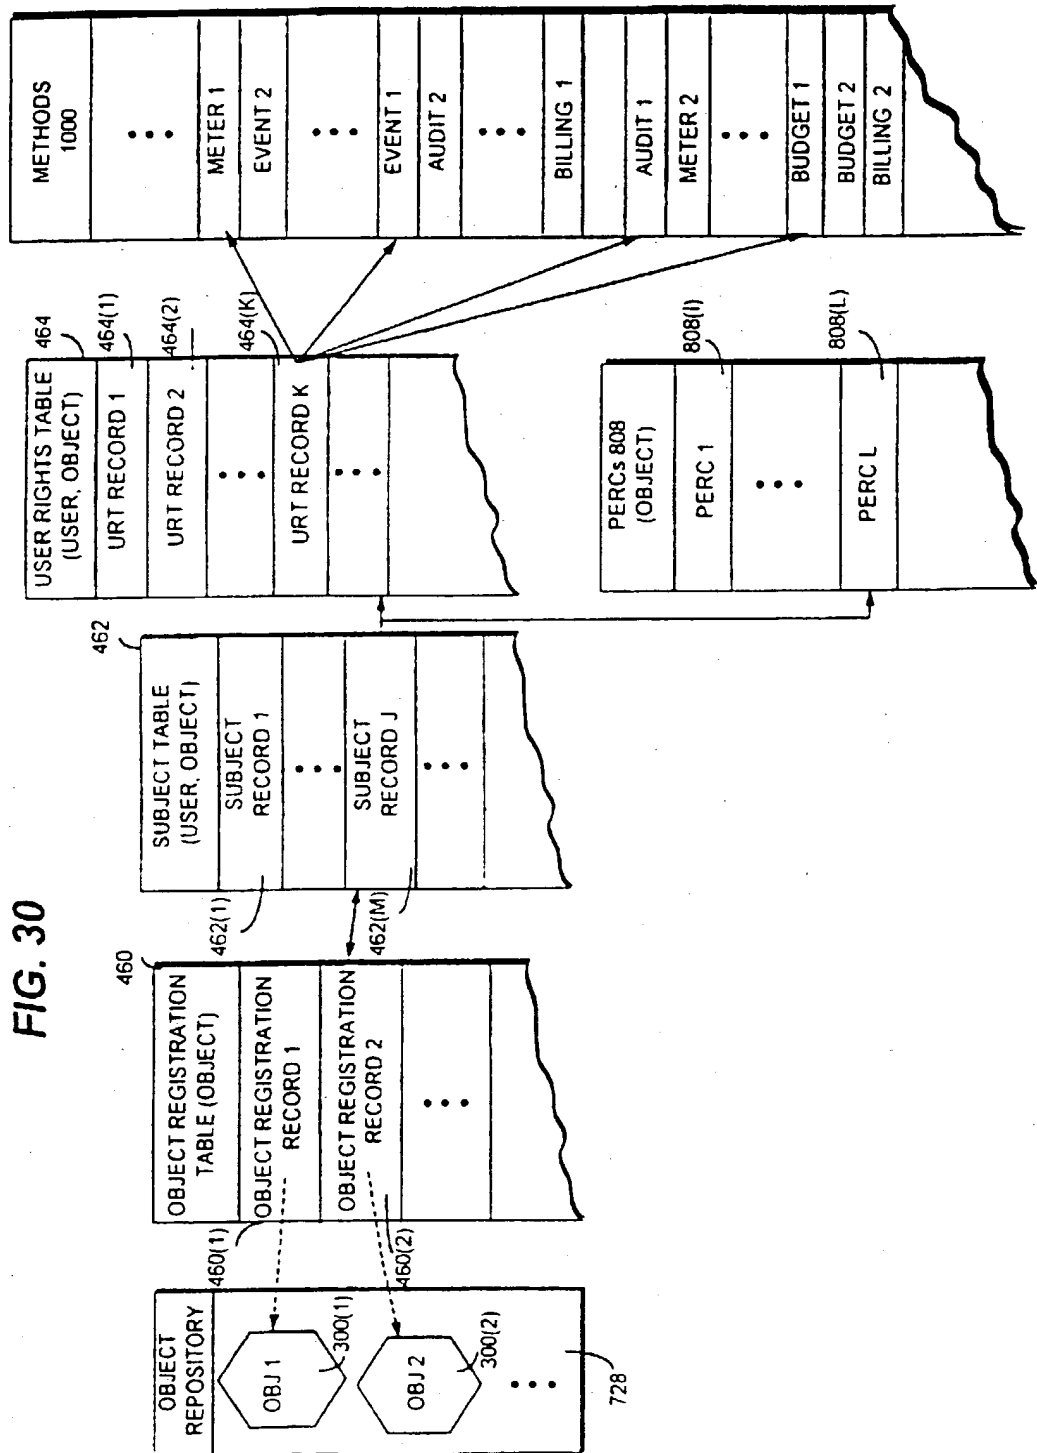 FIG. 30
OBJECT
REPOSITORY
OBJ 1
300(1)
OBJ 2
300(2)
728
460
OBJECT REGISTRATION
TABLE (OBJECT)
460(1)
OBJECT REGISTRATION
RECORD 1
OBJECT REGISTRATION
RECORD 2
460(2)
462
SUBJECT TABLE
(USER, OBJECT)
SUBJECT
RECORD 1
462(1)
SUBJECT
RECORD J
462(M)
464
USER RIGHTS TABLE
(USER, OBJECT)
URT RECORD 1
464(1)
URT RECORD 2
464(2)
URT RECORD K
464(K)
PERCs 808
(OBJECT)
PERC 1
808(I)
PERC L
808(L)
METHODS
1000
METER 1
EVENT 2
EVENT 1
AUDIT 2
BILLING 1
AUDIT 1
METER 2
BUDGET 1
BUDGET 2
BILLING 2